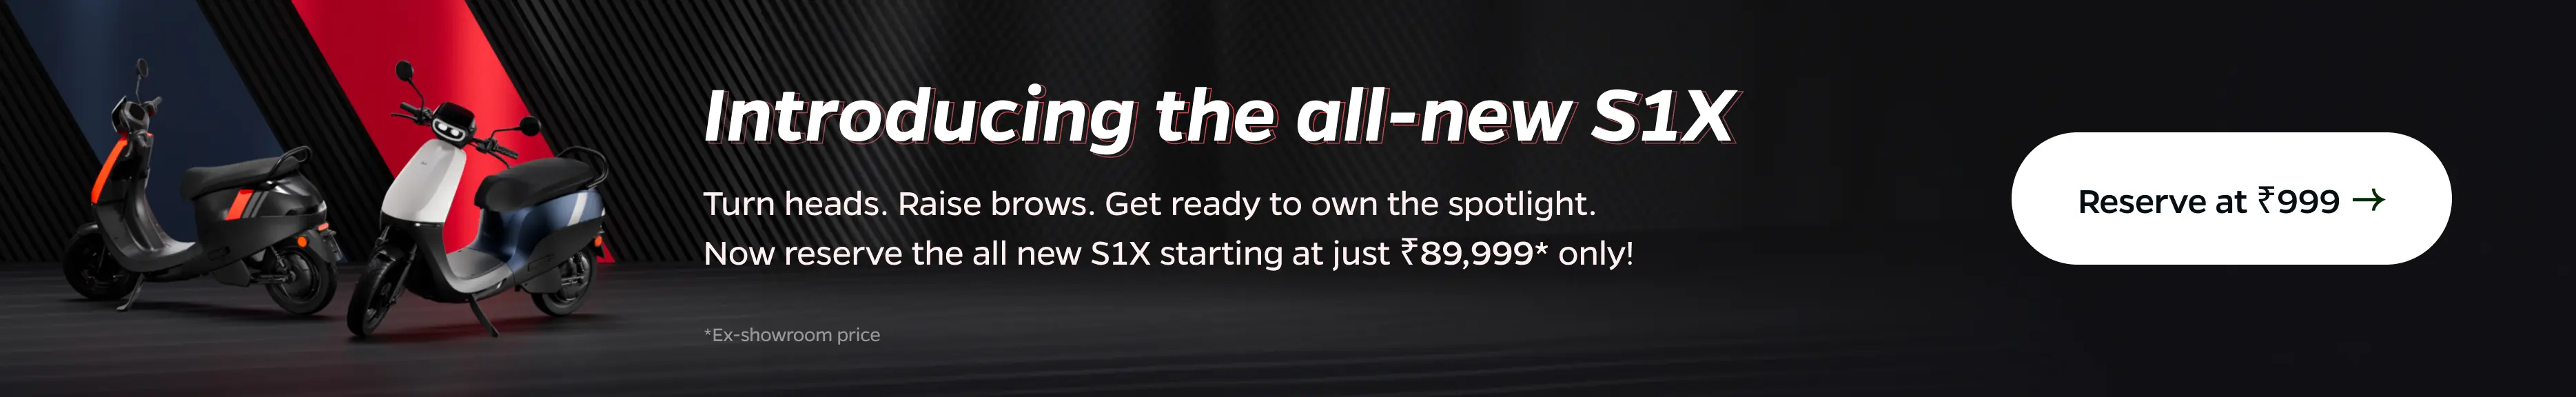 Introducing the all-new S1X
Turn heads. Raise brows. Get ready to own the spotlight.
Now reserve the all new S1X starting at just ₹89,999* only!
*Ex-showroom price
Reserve at ₹999 →